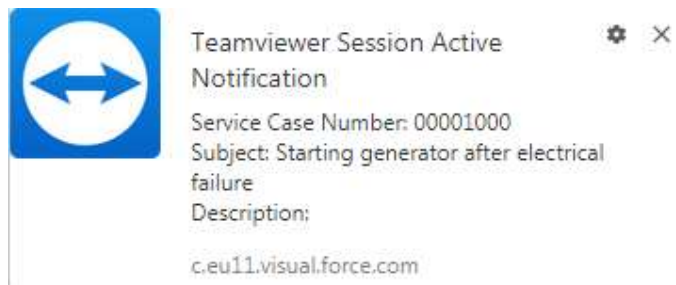 Teamviewer Session Active
Notification
Service Case Number: 00001000
Subject: Starting generator after electrical
failure
Description:
c.eu11.visual.force.com